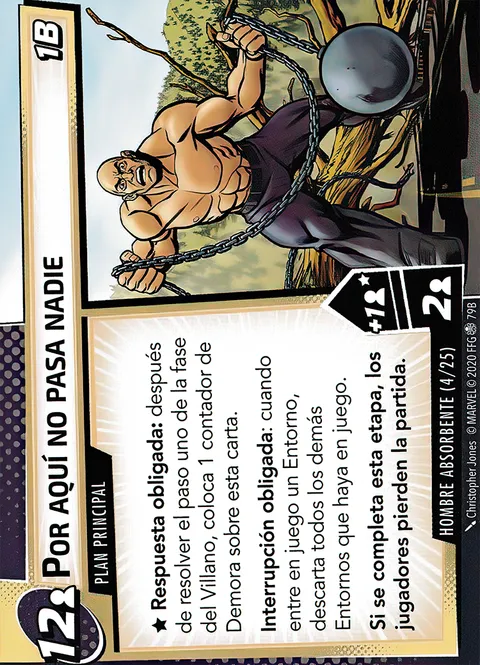 12
POR AQUÍ NO PASA NADIE
1B
PLAN PRINCIPAL
★ Respuesta obligada: después
de resolver el paso uno de la fase
del Villano, coloca 1 contador de
Demora sobre esta carta.
Interrupción obligada: cuando
entre en juego un Entorno,
descarta todos los demás
Entornos que haya en juego.
Si se completa esta etapa, los
jugadores pierden la partida.
+1 ★
2
HOMBRE ABSORBENTE (4/25)
Christopher Jones © MARVEL © 2020 FFG 79B